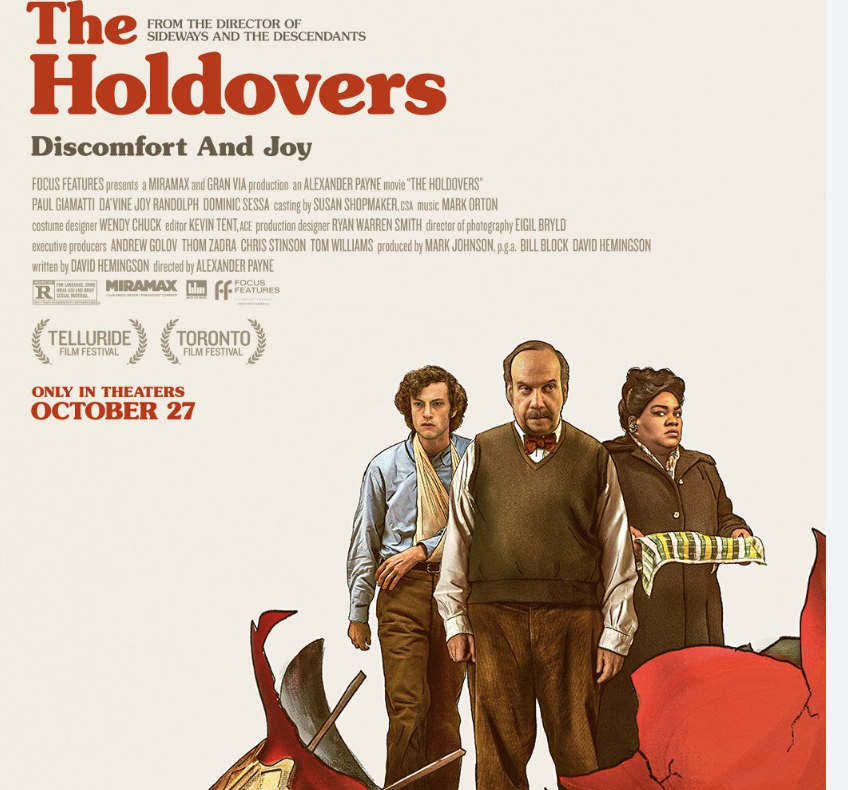 The
FROM THE DIRECTOR OF
SIDEWAYS AND THE DESCENDANTS
Holdovers
Discomfort And Joy
FOCUS FEATURES presents a MIRAMAX and GRAN VIA production an ALEXANDER PAYNE movie “THE HOLDOVERS”
PAUL GIAMATTI DA'VINE JOY RANDOLPH DOMINIC SESSA casting by SUSAN SHOPMAKER, CSA music MARK ORTON
costume designer WENDY CHUCK editor KEVIN TENT, ACE production designer RYAN WARREN SMITH director of photography EIGIL BRYLD
executive producers ANDREW GOLOV THOM ZADRA CHRIS STINSON TOM WILLIAMS produced by MARK JOHNSON, p.g.a. BILL BLOCK DAVID HEMINGSON
written by DAVID HEMINGSON directed by ALEXANDER PAYNE
R
MIRAMAX
FOCUS
FEATURES
TELLURIDE
FILM FESTIVAL
TORONTO
FILM FESTIVAL
ONLY IN THEATERS
OCTOBER 27